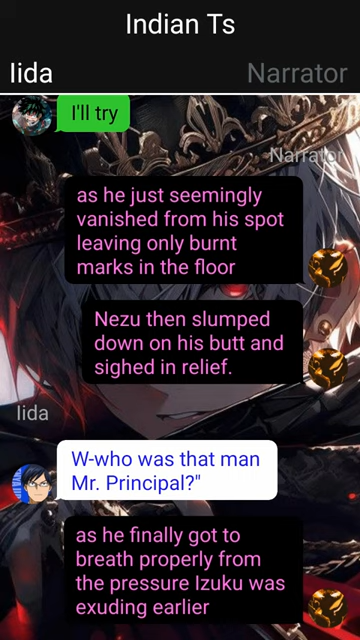 Indian Ts
Iida
Narrator
I'll try
Narrator
as he just seemingly
vanished from his spot
leaving only burnt
marks in the floor
Nezu then slumped
down on his butt and
sighed in relief.
Iida
W-who was that man
Mr. Principal?"
as he finally got to
breath properly from
the pressure Izuku was
exuding earlier